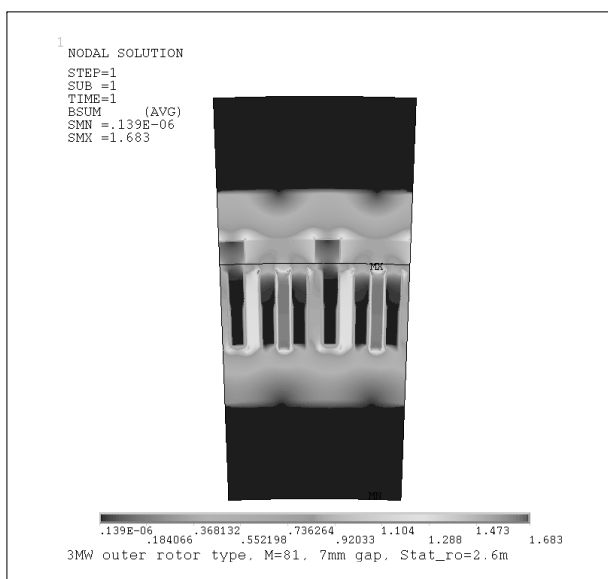 1
NODAL SOLUTION
STEP=1
SUB =1
TIME=1
BSUM (AVG)
SMN =.139E-06
SMX =1.683
MX
MN
.139E-06 .368132 .736264 1.104 1.473
.184066 .552198 .92033 1.288 1.683
3MW outer rotor type, M=81, 7mm gap, Stat_ro=2.6m